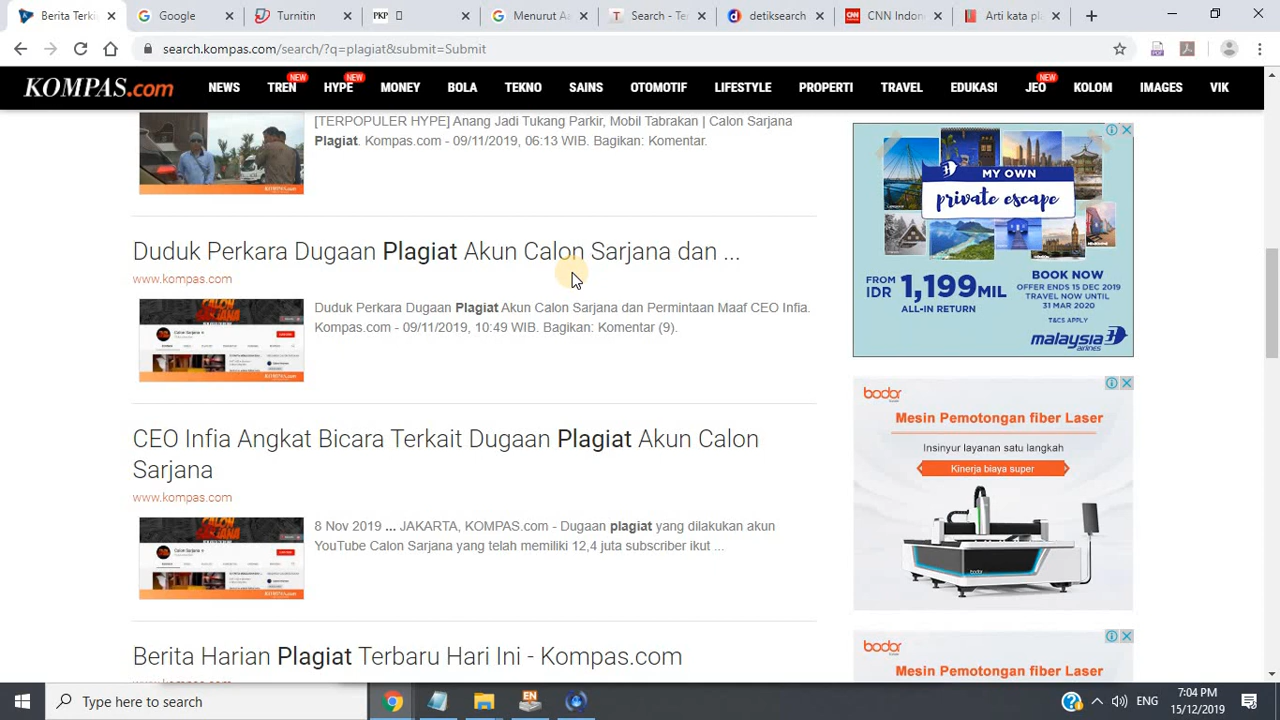 Berita Terki
Google
Turnitin
PKP
Menurut Aa
Search - Te
detiksearch
CNN Indon
Arti kata pl
search.kompas.com/search/?q=plagiat&submit=Submit
KOMPAS.com
NEWS
TREN
NEW
HYPE
NEW
MONEY
BOLA
TEKNO
SAINS
OTOMOTIF
LIFESTYLE
PROPERTI
TRAVEL
EDUKASI
JEO
NEW
KOLOM
IMAGES
VIK
[TERPOPULER HYPE] Anang Jadi Tukang Parkir, Mobil Tabrakan | Calon Sarjana
Plagiat. Kompas.com - 09/11/2019, 06:13 WIB. Bagikan: Komentar.
Duduk Perkara Dugaan Plagiat Akun Calon Sarjana dan ...
www.kompas.com
Duduk Perkara Dugaan Plagiat Akun Calon Sarjana dan Permintaan Maaf CEO Infia.
Kompas.com - 09/11/2019, 10:49 WIB. Bagikan: Komentar (9).
CEO Infia Angkat Bicara Terkait Dugaan Plagiat Akun Calon
Sarjana
www.kompas.com
8 Nov 2019 ... JAKARTA, KOMPAS.com - Dugaan plagiat yang dilakukan akun
YouTube Calon Sarjana yang telah memiliki 12,4 juta subscriber ikut ...
Berita Harian Plagiat Terbaru Hari Ini - Kompas.com
MY OWN
private escape
FROM
IDR 1,199MIL
ALL-IN RETURN
BOOK NOW
OFFER ENDS 15 DEC 2019
TRAVEL NOW UNTIL
31 MAR 2020
T&CS APPLY
malaysia
airlines
bodor
Mesin Pemotongan fiber Laser
Insinyur layanan satu langkah
Kinerja biaya super
bodor
Mesin Pemotongan fiber Laser
Type here to search
EN
ENG
7:04 PM
15/12/2019